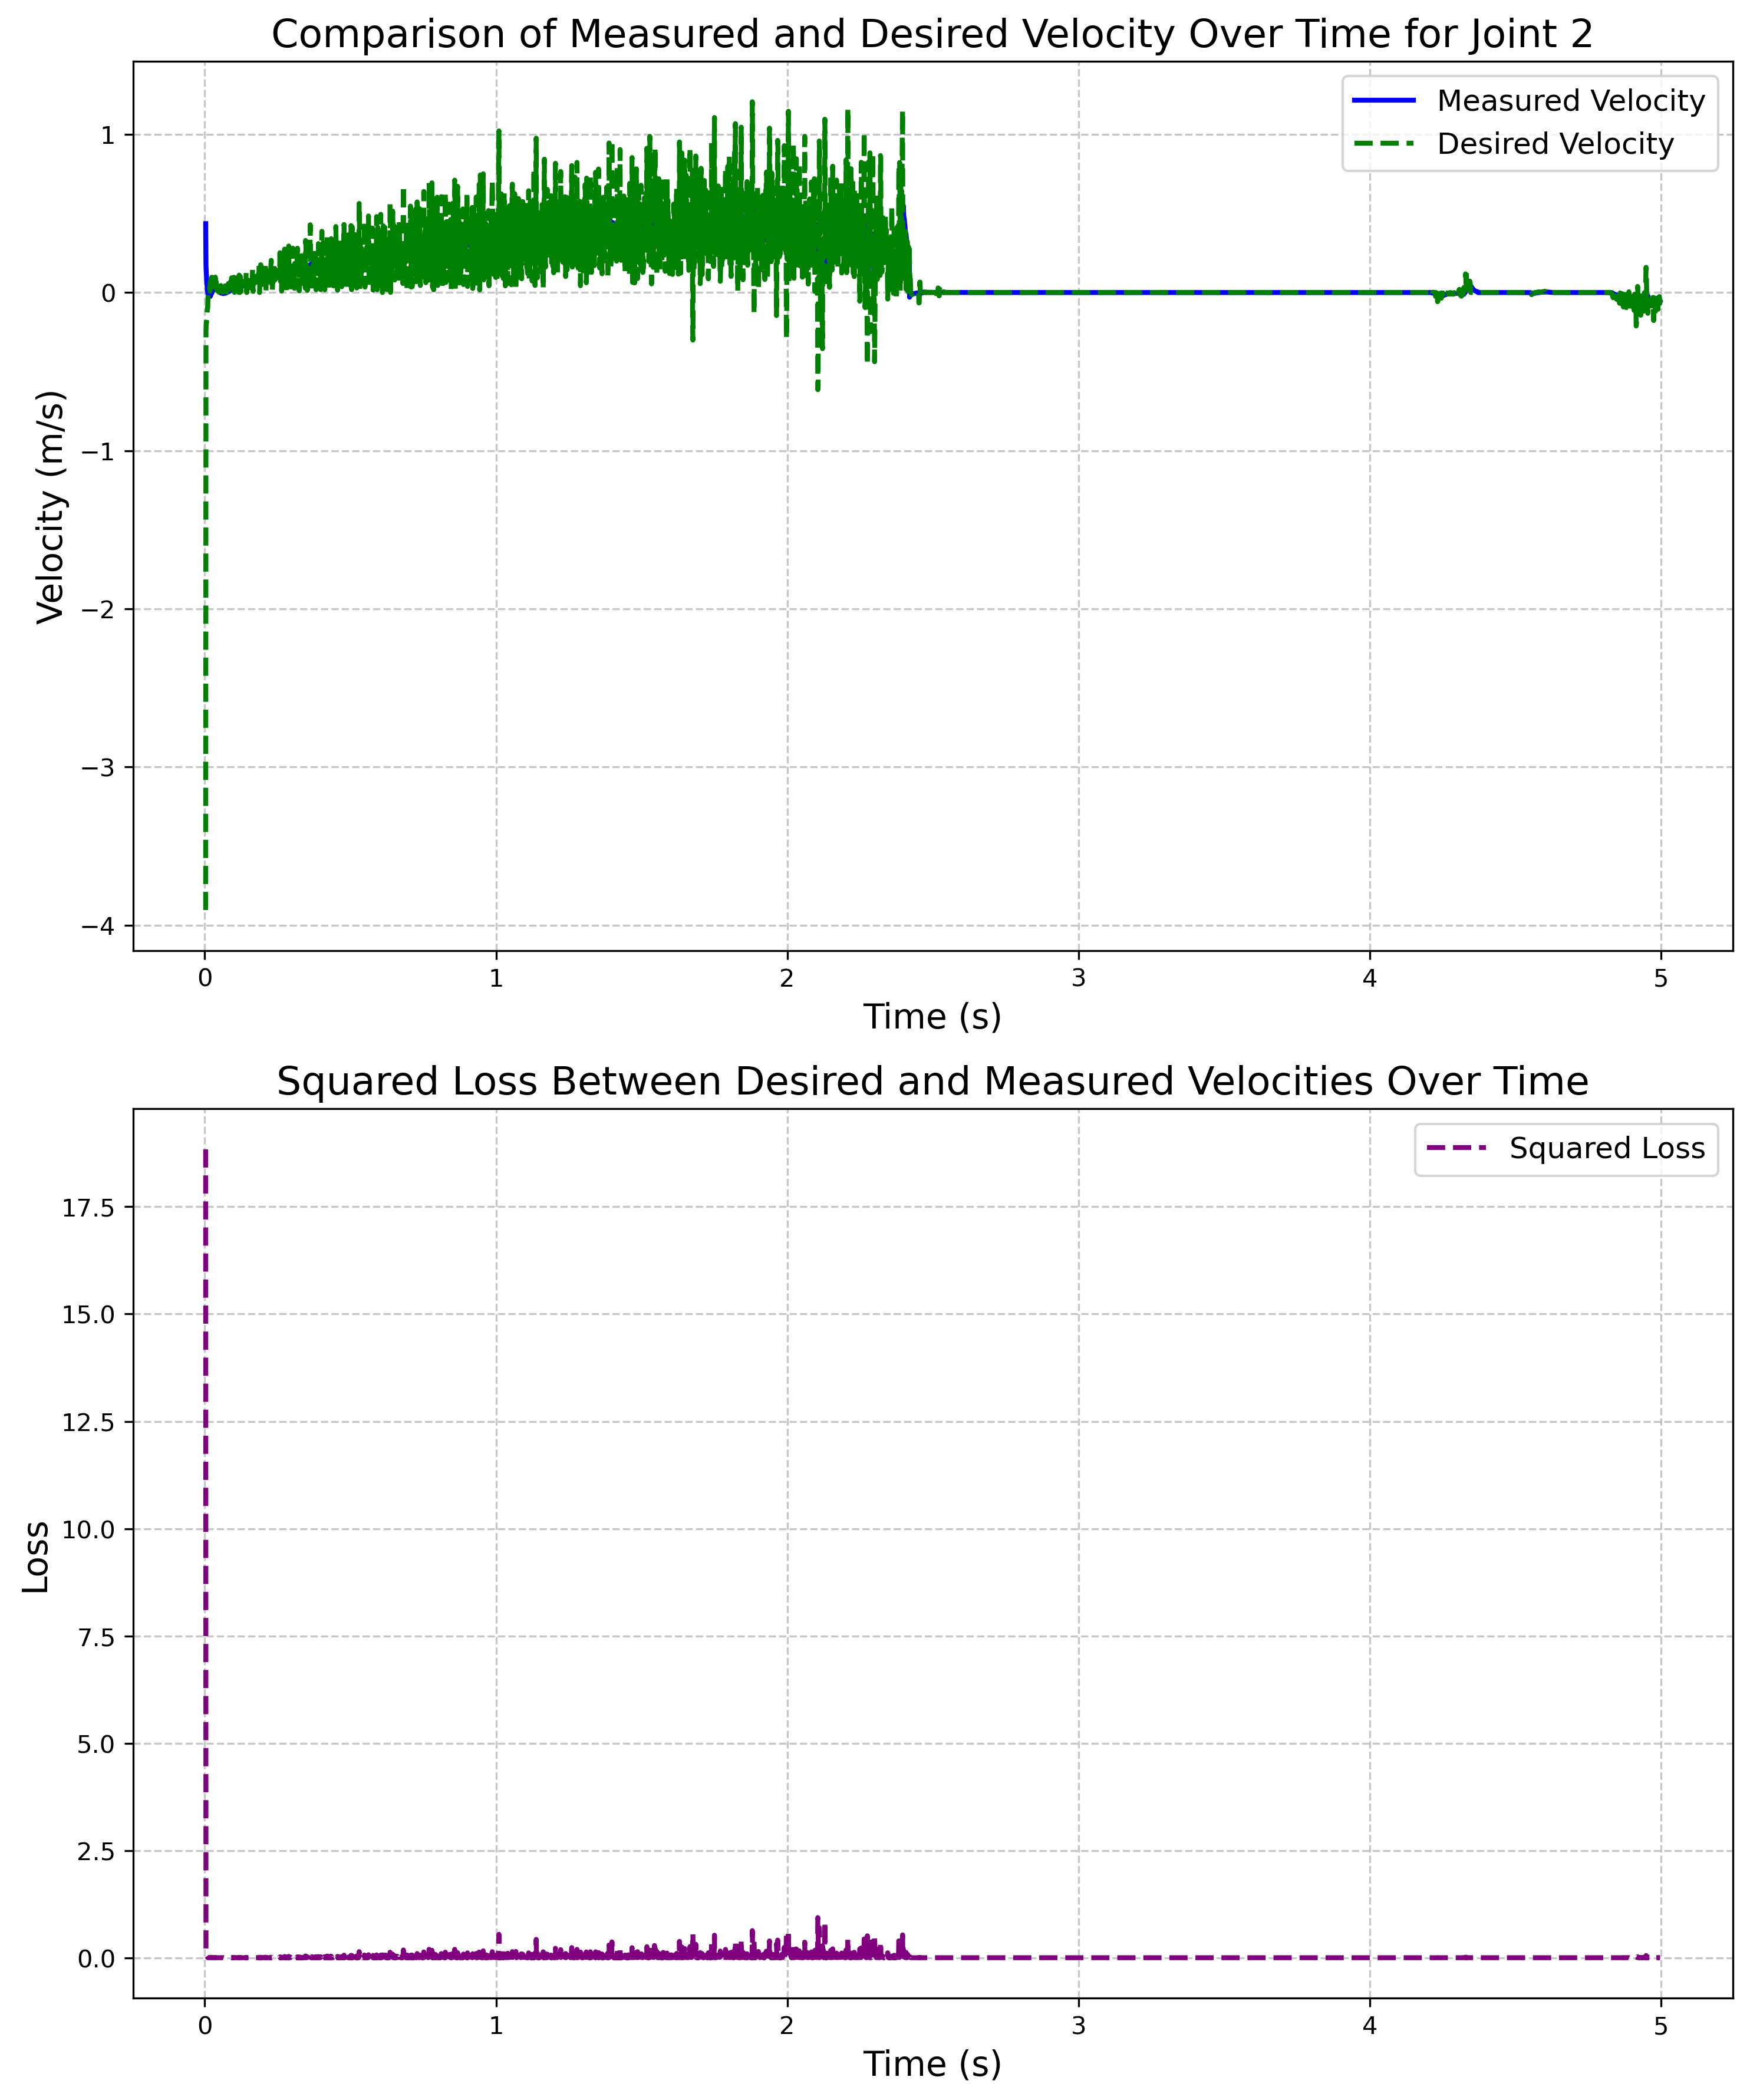 Comparison of Measured and Desired Velocity Over Time for Joint 2
Measured Velocity
Desired Velocity
Velocity (m/s)
1
0
−1
−2
−3
−4
0 1 2 3 4 5
Time (s)
Squared Loss Between Desired and Measured Velocities Over Time
Squared Loss
Loss
17.5
15.0
12.5
10.0
7.5
5.0
2.5
0.0
0 1 2 3 4 5
Time (s)